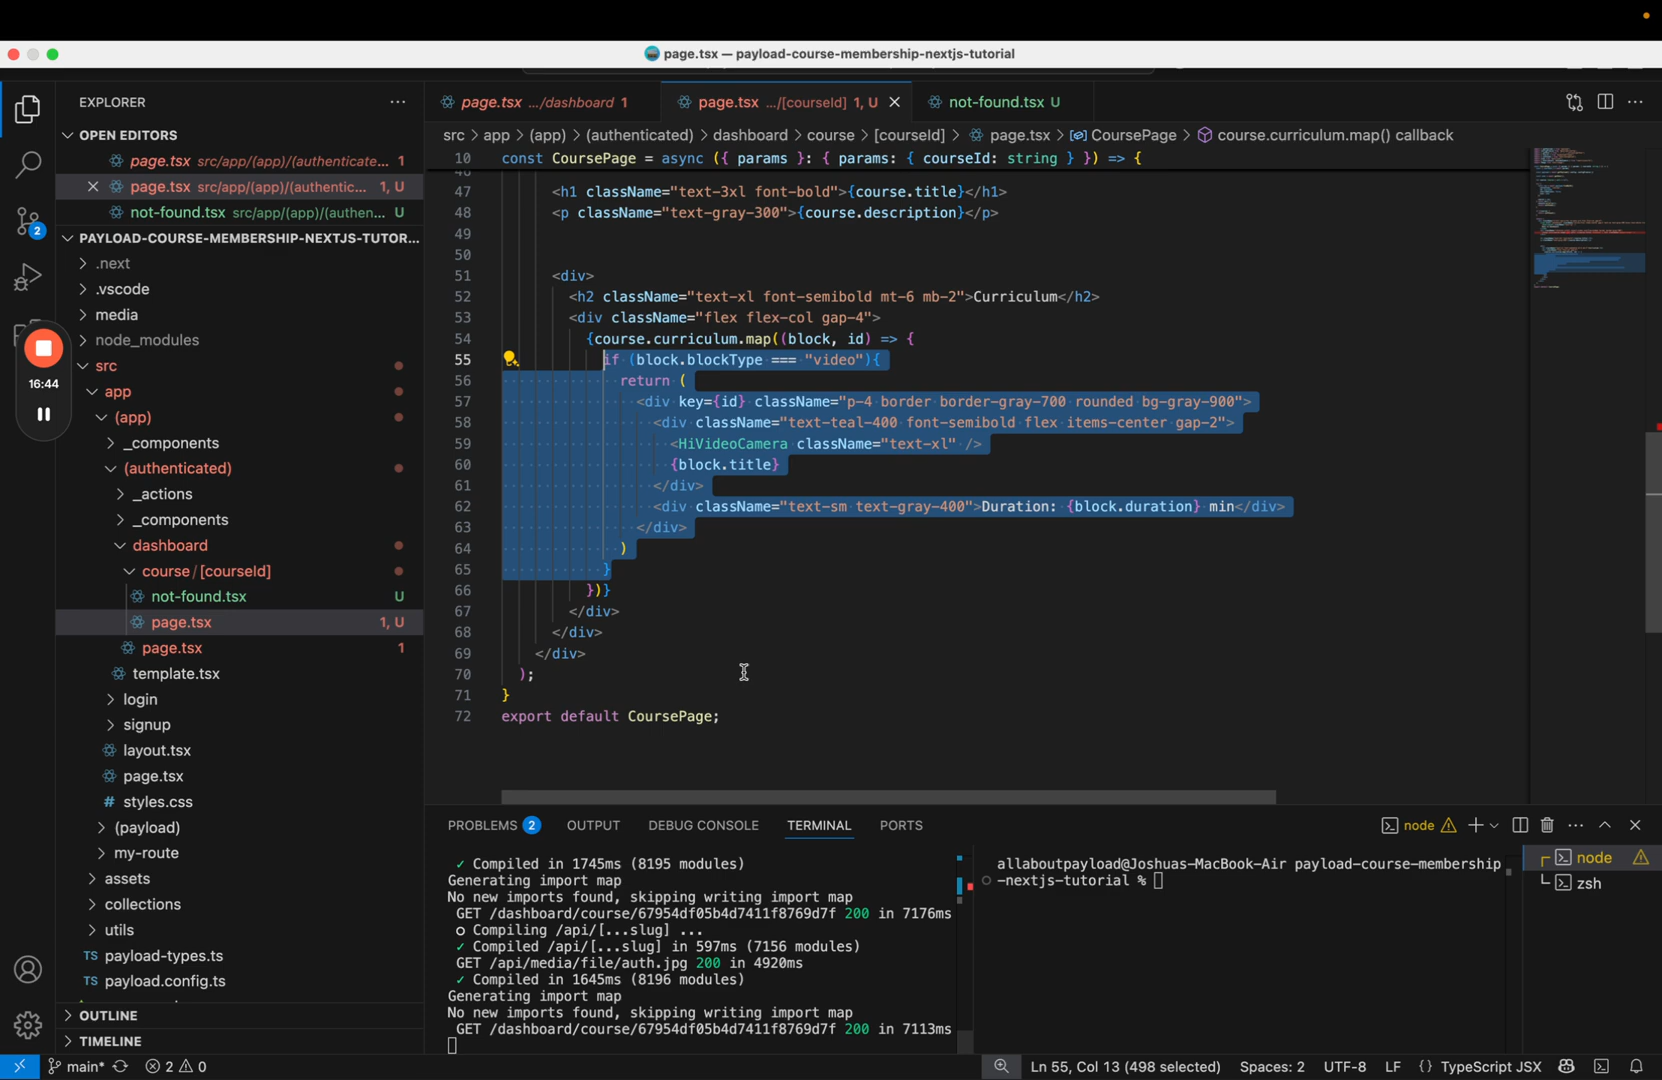 page.tsx — payload-course-membership-nextjs-tutorial
EXPLORER
page.tsx .../dashboard 1
page.tsx .../[courseId] 1, U
not-found.tsx U
OPEN EDITORS
page.tsx src/app/(app)/(authenticate... 1
page.tsx src/app/(app)/(authentic... 1, U
not-found.tsx src/app/(app)/(authen... U
PAYLOAD-COURSE-MEMBERSHIP-NEXTJS-TUTOR...
.next
.vscode
media
node_modules
src
app
(app)
_components
(authenticated)
_actions
_components
dashboard
course / [courseId]
not-found.tsx U
page.tsx 1, U
page.tsx 1
template.tsx
login
signup
layout.tsx
page.tsx
styles.css
(payload)
my-route
assets
collections
utils
payload-types.ts
payload.config.ts
OUTLINE
TIMELINE
2
16:44
src > app > (app) > (authenticated) > dashboard > course > [courseId] > page.tsx > CoursePage > course.curriculum.map() callback
10 const CoursePage = async ({ params }: { params: { courseId: string } }) => {
46
47 <h1 className="text-3xl font-bold">{course.title}</h1>
48 <p className="text-gray-300">{course.description}</p>
49
50
51 <div>
52 <h2 className="text-xl font-semibold mt-6 mb-2">Curriculum</h2>
53 <div className="flex flex-col gap-4">
54 {course.curriculum.map((block, id) => {
55 if (block.blockType === "video"){
56 return (
57 <div key={id} className="p-4 border border-gray-700 rounded bg-gray-900">
58 <div className="text-teal-400 font-semibold flex items-center gap-2">
59 <HiVideoCamera className="text-xl" />
60 {block.title}
61 </div>
62 <div className="text-sm text-gray-400">Duration: {block.duration} min</div>
63 </div>
64 )
65 }
66 })}
67 </div>
68 </div>
69 </div>
70 );
71 }
72 export default CoursePage;
PROBLEMS 2 OUTPUT DEBUG CONSOLE TERMINAL PORTS
node
✓ Compiled in 1745ms (8195 modules)
Generating import map
No new imports found, skipping writing import map
GET /dashboard/course/67954df05b4d7411f8769d7f 200 in 7176ms
○ Compiling /api/[...slug] ...
✓ Compiled /api/[...slug] in 597ms (7156 modules)
GET /api/media/file/auth.jpg 200 in 4920ms
✓ Compiled in 1645ms (8196 modules)
Generating import map
No new imports found, skipping writing import map
GET /dashboard/course/67954df05b4d7411f8769d7f 200 in 7113ms
allaboutpayload@Joshuas-MacBook-Air payload-course-membership
-nextjs-tutorial %
node
zsh
main* 2 0
Ln 55, Col 13 (498 selected) Spaces: 2 UTF-8 LF {} TypeScript JSX